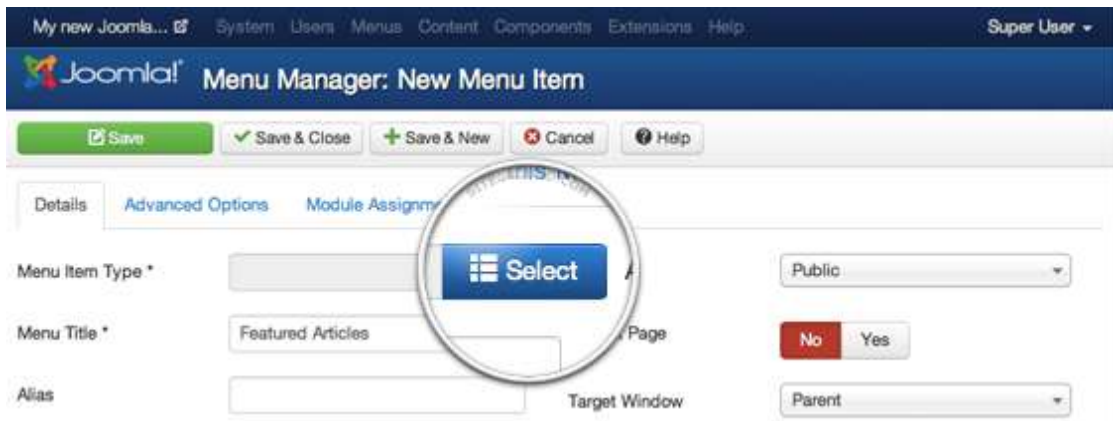 My new Joomla... System Users Menus Content Components Extensions Help Super User
Joomla! Menu Manager: New Menu Item
Save Save & Close Save & New Cancel Help
Details Advanced Options Module
Menu Item Type * Select Public
Menu Title * Featured Articles Page No Yes
Alias Target Window Parent